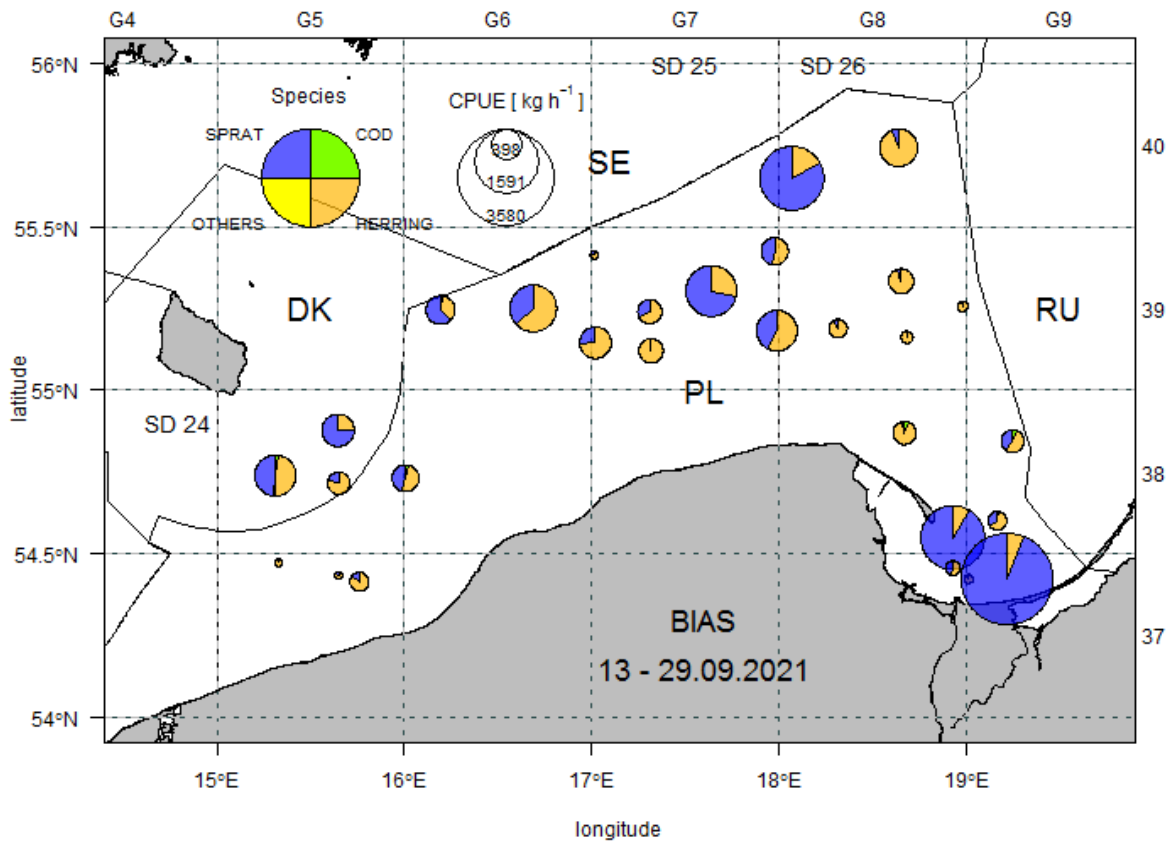 G4 G5 G6 G7 G8 G9
56°N SD 25 SD 26
Species CPUE [ kg h⁻¹ ]
SPRAT COD
398
SE 40
1591
OTHERS HERRING 3580
55.5°N
DK RU 39
55°N PL
latitude
SD 24
38
54.5°N
BIAS 37
13 - 29.09.2021
54°N
15°E 16°E 17°E 18°E 19°E
longitude